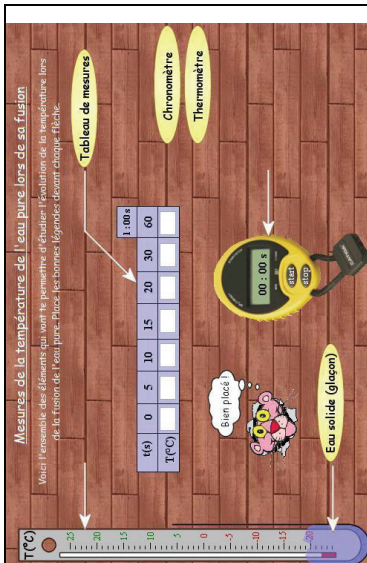 Mesures de la température de l'eau pure lors de sa fusion
Voici l'ensemble des éléments qui vont te permettre d'étudier l'évolution de la température lors
de la fusion de l'eau pure. Place les bonnes légendes devant chaque flèche.
Tableau de mesures
1:00s
t(s) 0 5 10 15 20 30 60
T(°C)
Chronomètre
Thermomètre
00 : 00 s
start
stop
Bien placé !
Eau solide (glaçon)
T(°C)
25
20
15
10
5
0
-5
-10
-15
-20